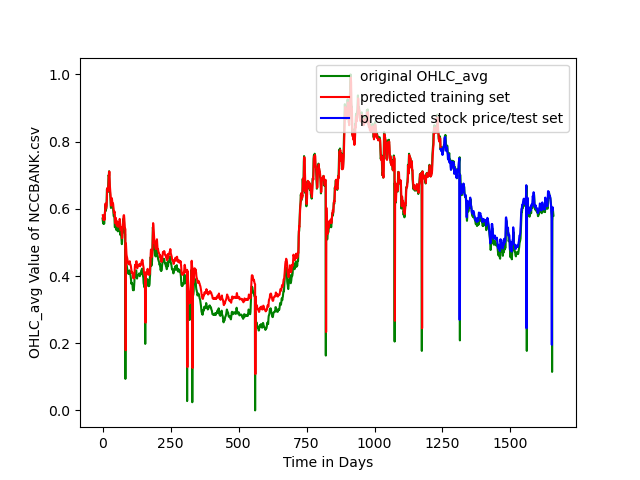 original OHLC_avg
predicted training set
predicted stock price/test set
OHLC_avg Value of NCCBANK.csv
1.0
0.8
0.6
0.4
0.2
0.0
0 250 500 750 1000 1250 1500
Time in Days